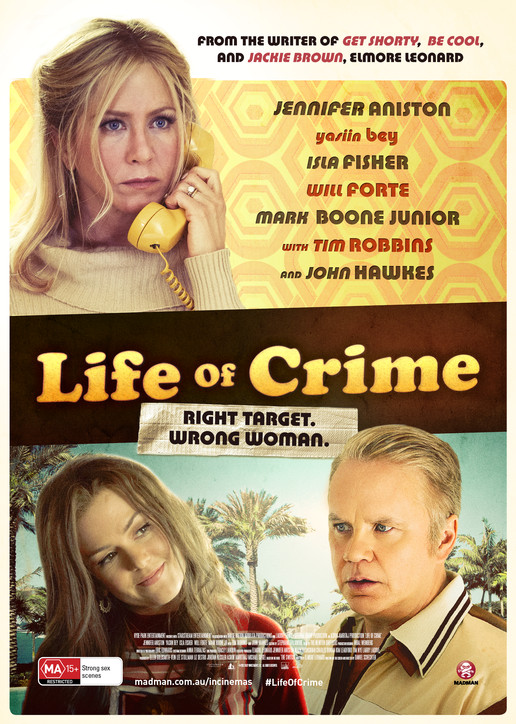 FROM THE WRITER OF GET SHORTY, BE COOL,
AND JACKIE BROWN, ELMORE LEONARD
JENNIFER ANISTON
yasiin bey
ISLA FISHER
WILL FORTE
MARK BOONE JUNIOR
WITH TIM ROBBINS
AND JOHN HAWKES
Life of Crime
RIGHT TARGET.
WRONG WOMAN.
MA 15+
RESTRICTED
Strong sex
scenes
madman.com.au/incinemas #LifeOfCrime
MADMAN